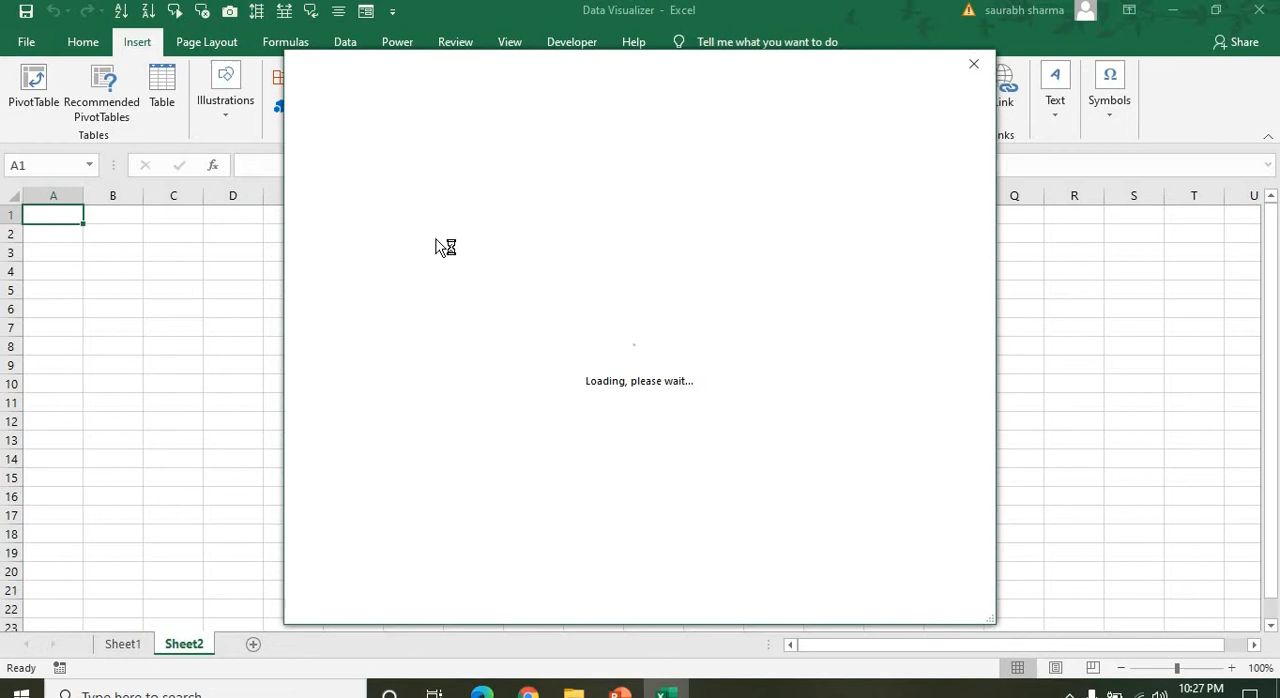 Data Visualizer - Excel
saurabh sharma
File Home Insert Page Layout Formulas Data Power Review View Developer Help Tell me what you want to do Share
PivotTable Recommended PivotTables Table Illustrations
Text Symbols
Tables
A1
fx
A B C D Q R S T U
1
2
3
4
5
6
7
8
9
10
11
12
13
14
15
16
17
18
19
20
21
22
23
Loading, please wait...
Sheet1 Sheet2
Ready 100%
Type here to search
10:27 PM